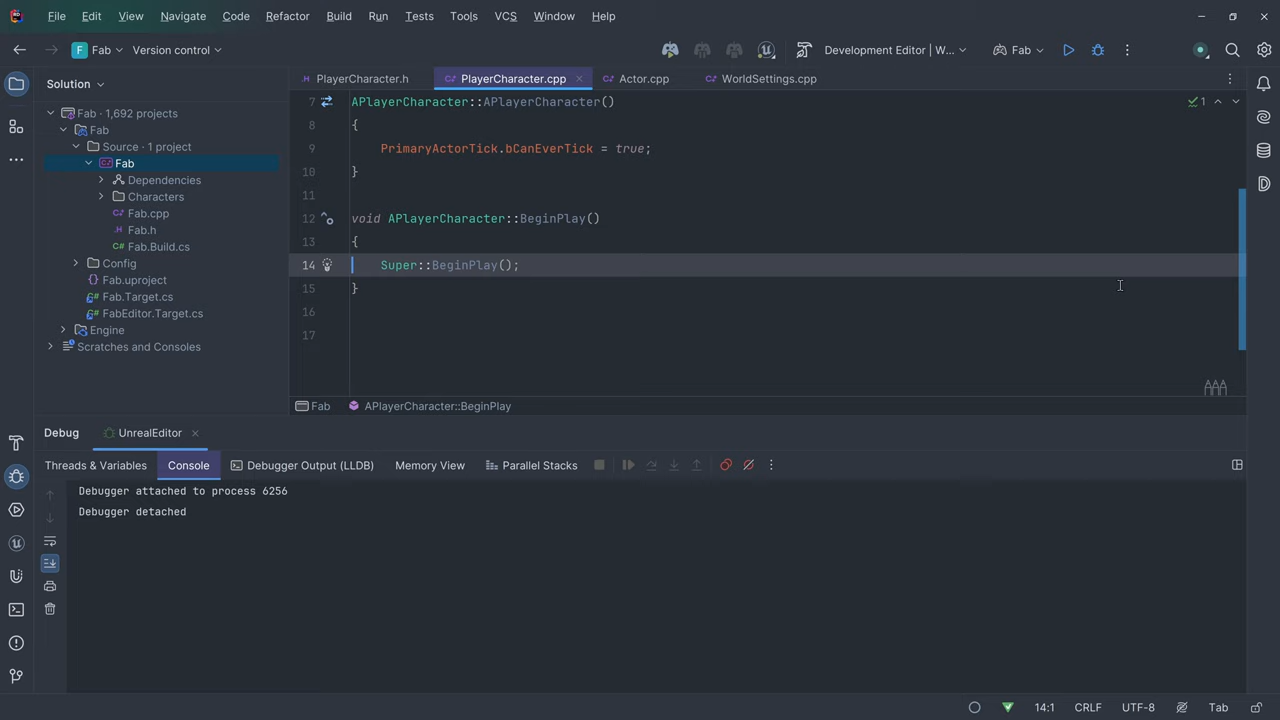 File Edit View Navigate Code Refactor Build Run Tests Tools VCS Window Help
F Fab Version control Development Editor | W... Fab
Solution
PlayerCharacter.h PlayerCharacter.cpp Actor.cpp WorldSettings.cpp
Fab · 1,692 projects
Fab
Source · 1 project
Fab
Dependencies
Characters
Fab.cpp
Fab.h
Fab.Build.cs
Config
Fab.uproject
Fab.Target.cs
FabEditor.Target.cs
Engine
Scratches and Consoles
7 APlayerCharacter::APlayerCharacter()
8 {
9 PrimaryActorTick.bCanEverTick = true;
10 }
11
12 void APlayerCharacter::BeginPlay()
13 {
14 Super::BeginPlay();
15 }
16
17
1
Fab APlayerCharacter::BeginPlay
Debug UnrealEditor
Threads & Variables Console Debugger Output (LLDB) Memory View Parallel Stacks
Debugger attached to process 6256
Debugger detached
14:1 CRLF UTF-8 Tab